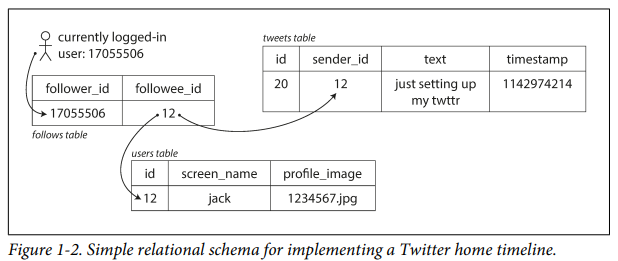 currently logged-in
user: 17055506
tweets table
id sender_id text timestamp
20 12 just setting up 1142974214
my twttr
follower_id followee_id
17055506 12
follows table
users table
id screen_name profile_image
12 jack 1234567.jpg
Figure 1-2. Simple relational schema for implementing a Twitter home timeline.